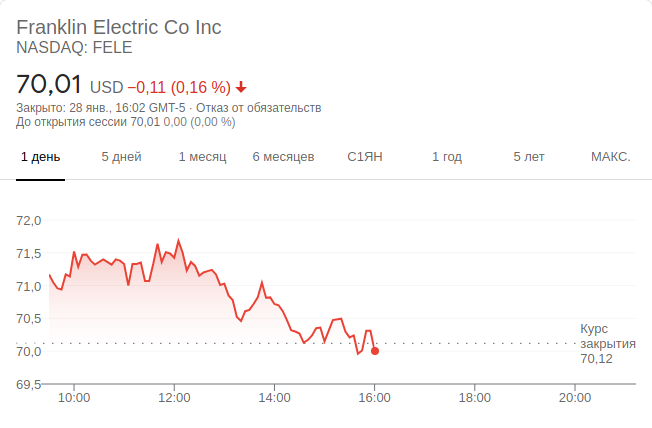 Franklin Electric Co Inc
NASDAQ: FELE
70,01 USD −0,11 (0,16 %)
Закрыто: 28 янв., 16:02 GMT-5 · Отказ от обязательств
До открытия сессии 70,01 0,00 (0,00 %)
1 день 5 дней 1 месяц 6 месяцев С1ЯН 1 год 5 лет МАКС.
72,0
71,5
71,0
70,5
Курс
закрытия
70,12
70,0
69,5
10:00 12:00 14:00 16:00 18:00 20:00